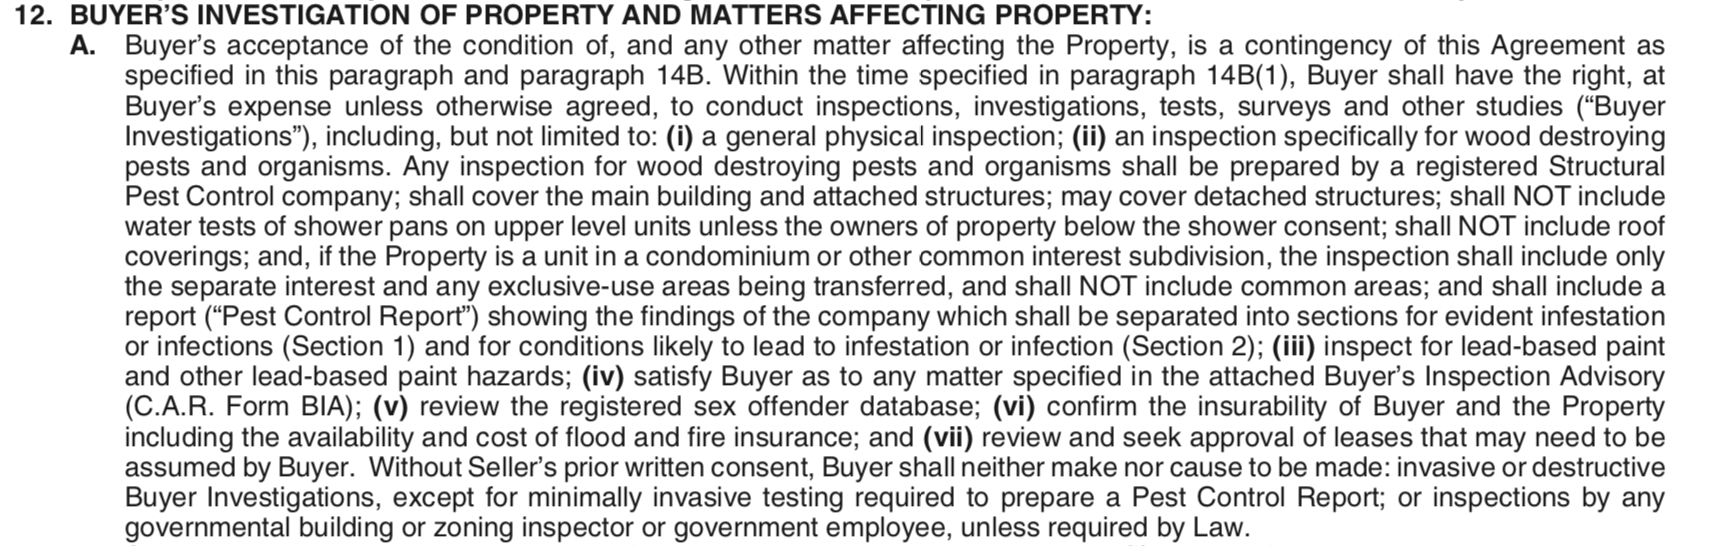 12. BUYER'S INVESTIGATION OF PROPERTY AND MATTERS AFFECTING PROPERTY:
A. Buyer's acceptance of the condition of, and any other matter affecting the Property, is a contingency of this Agreement as
specified in this paragraph and paragraph 14B. Within the time specified in paragraph 14B(1), Buyer shall have the right, at
Buyer's expense unless otherwise agreed, to conduct inspections, investigations, tests, surveys and other studies (“Buyer
Investigations”), including, but not limited to: (i) a general physical inspection; (ii) an inspection specifically for wood destroying
pests and organisms. Any inspection for wood destroying pests and organisms shall be prepared by a registered Structural
Pest Control company; shall cover the main building and attached structures; may cover detached structures; shall NOT include
water tests of shower pans on upper level units unless the owners of property below the shower consent; shall NOT include roof
coverings; and, if the Property is a unit in a condominium or other common interest subdivision, the inspection shall include only
the separate interest and any exclusive-use areas being transferred, and shall NOT include common areas; and shall include a
report (“Pest Control Report”) showing the findings of the company which shall be separated into sections for evident infestation
or infections (Section 1) and for conditions likely to lead to infestation or infection (Section 2); (iii) inspect for lead-based paint
and other lead-based paint hazards; (iv) satisfy Buyer as to any matter specified in the attached Buyer's Inspection Advisory
(C.A.R. Form BIA); (v) review the registered sex offender database; (vi) confirm the insurability of Buyer and the Property
including the availability and cost of flood and fire insurance; and (vii) review and seek approval of leases that may need to be
assumed by Buyer. Without Seller's prior written consent, Buyer shall neither make nor cause to be made: invasive or destructive
Buyer Investigations, except for minimally invasive testing required to prepare a Pest Control Report; or inspections by any
governmental building or zoning inspector or government employee, unless required by Law.